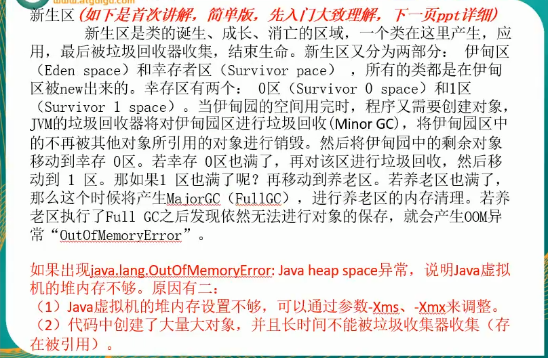 新生区(如下是首次讲解，简单版，先入门大致理解，下一页ppt详细)
新生区是类的诞生、成长、消亡的区域，一个类在这里产生，应
用，最后被垃圾回收器收集，结束生命。新生区又分为两部分： 伊甸区
（Eden space）和幸存者区（Survivor pace） ，所有的类都是在伊甸
区被new出来的。幸存区有两个： 0区（Survivor 0 space）和1区
（Survivor 1 space）。当伊甸园的空间用完时，程序又需要创建对象，
JVM的垃圾回收器将对伊甸园区进行垃圾回收(Minor GC)，将伊甸园区中
的不再被其他对象所引用的对象进行销毁。然后将伊甸园中的剩余对象
移动到幸存 0区。若幸存 0区也满了，再对该区进行垃圾回收，然后移
动到 1 区。那如果1 区也满了呢？再移动到养老区。若养老区也满了，
那么这个时候将产生MajorGC（FullGC），进行养老区的内存清理。若养
老区执行了Full GC之后发现依然无法进行对象的保存，就会产生OOM异
常“OutOfMemoryError”。
如果出现java.lang.OutOfMemoryError: Java heap space异常，说明Java虚拟
机的堆内存不够。原因有二：
（1）Java虚拟机的堆内存设置不够，可以通过参数-Xms、-Xmx来调整。
（2）代码中创建了大量大对象，并且长时间不能被垃圾收集器收集（存
在被引用）。